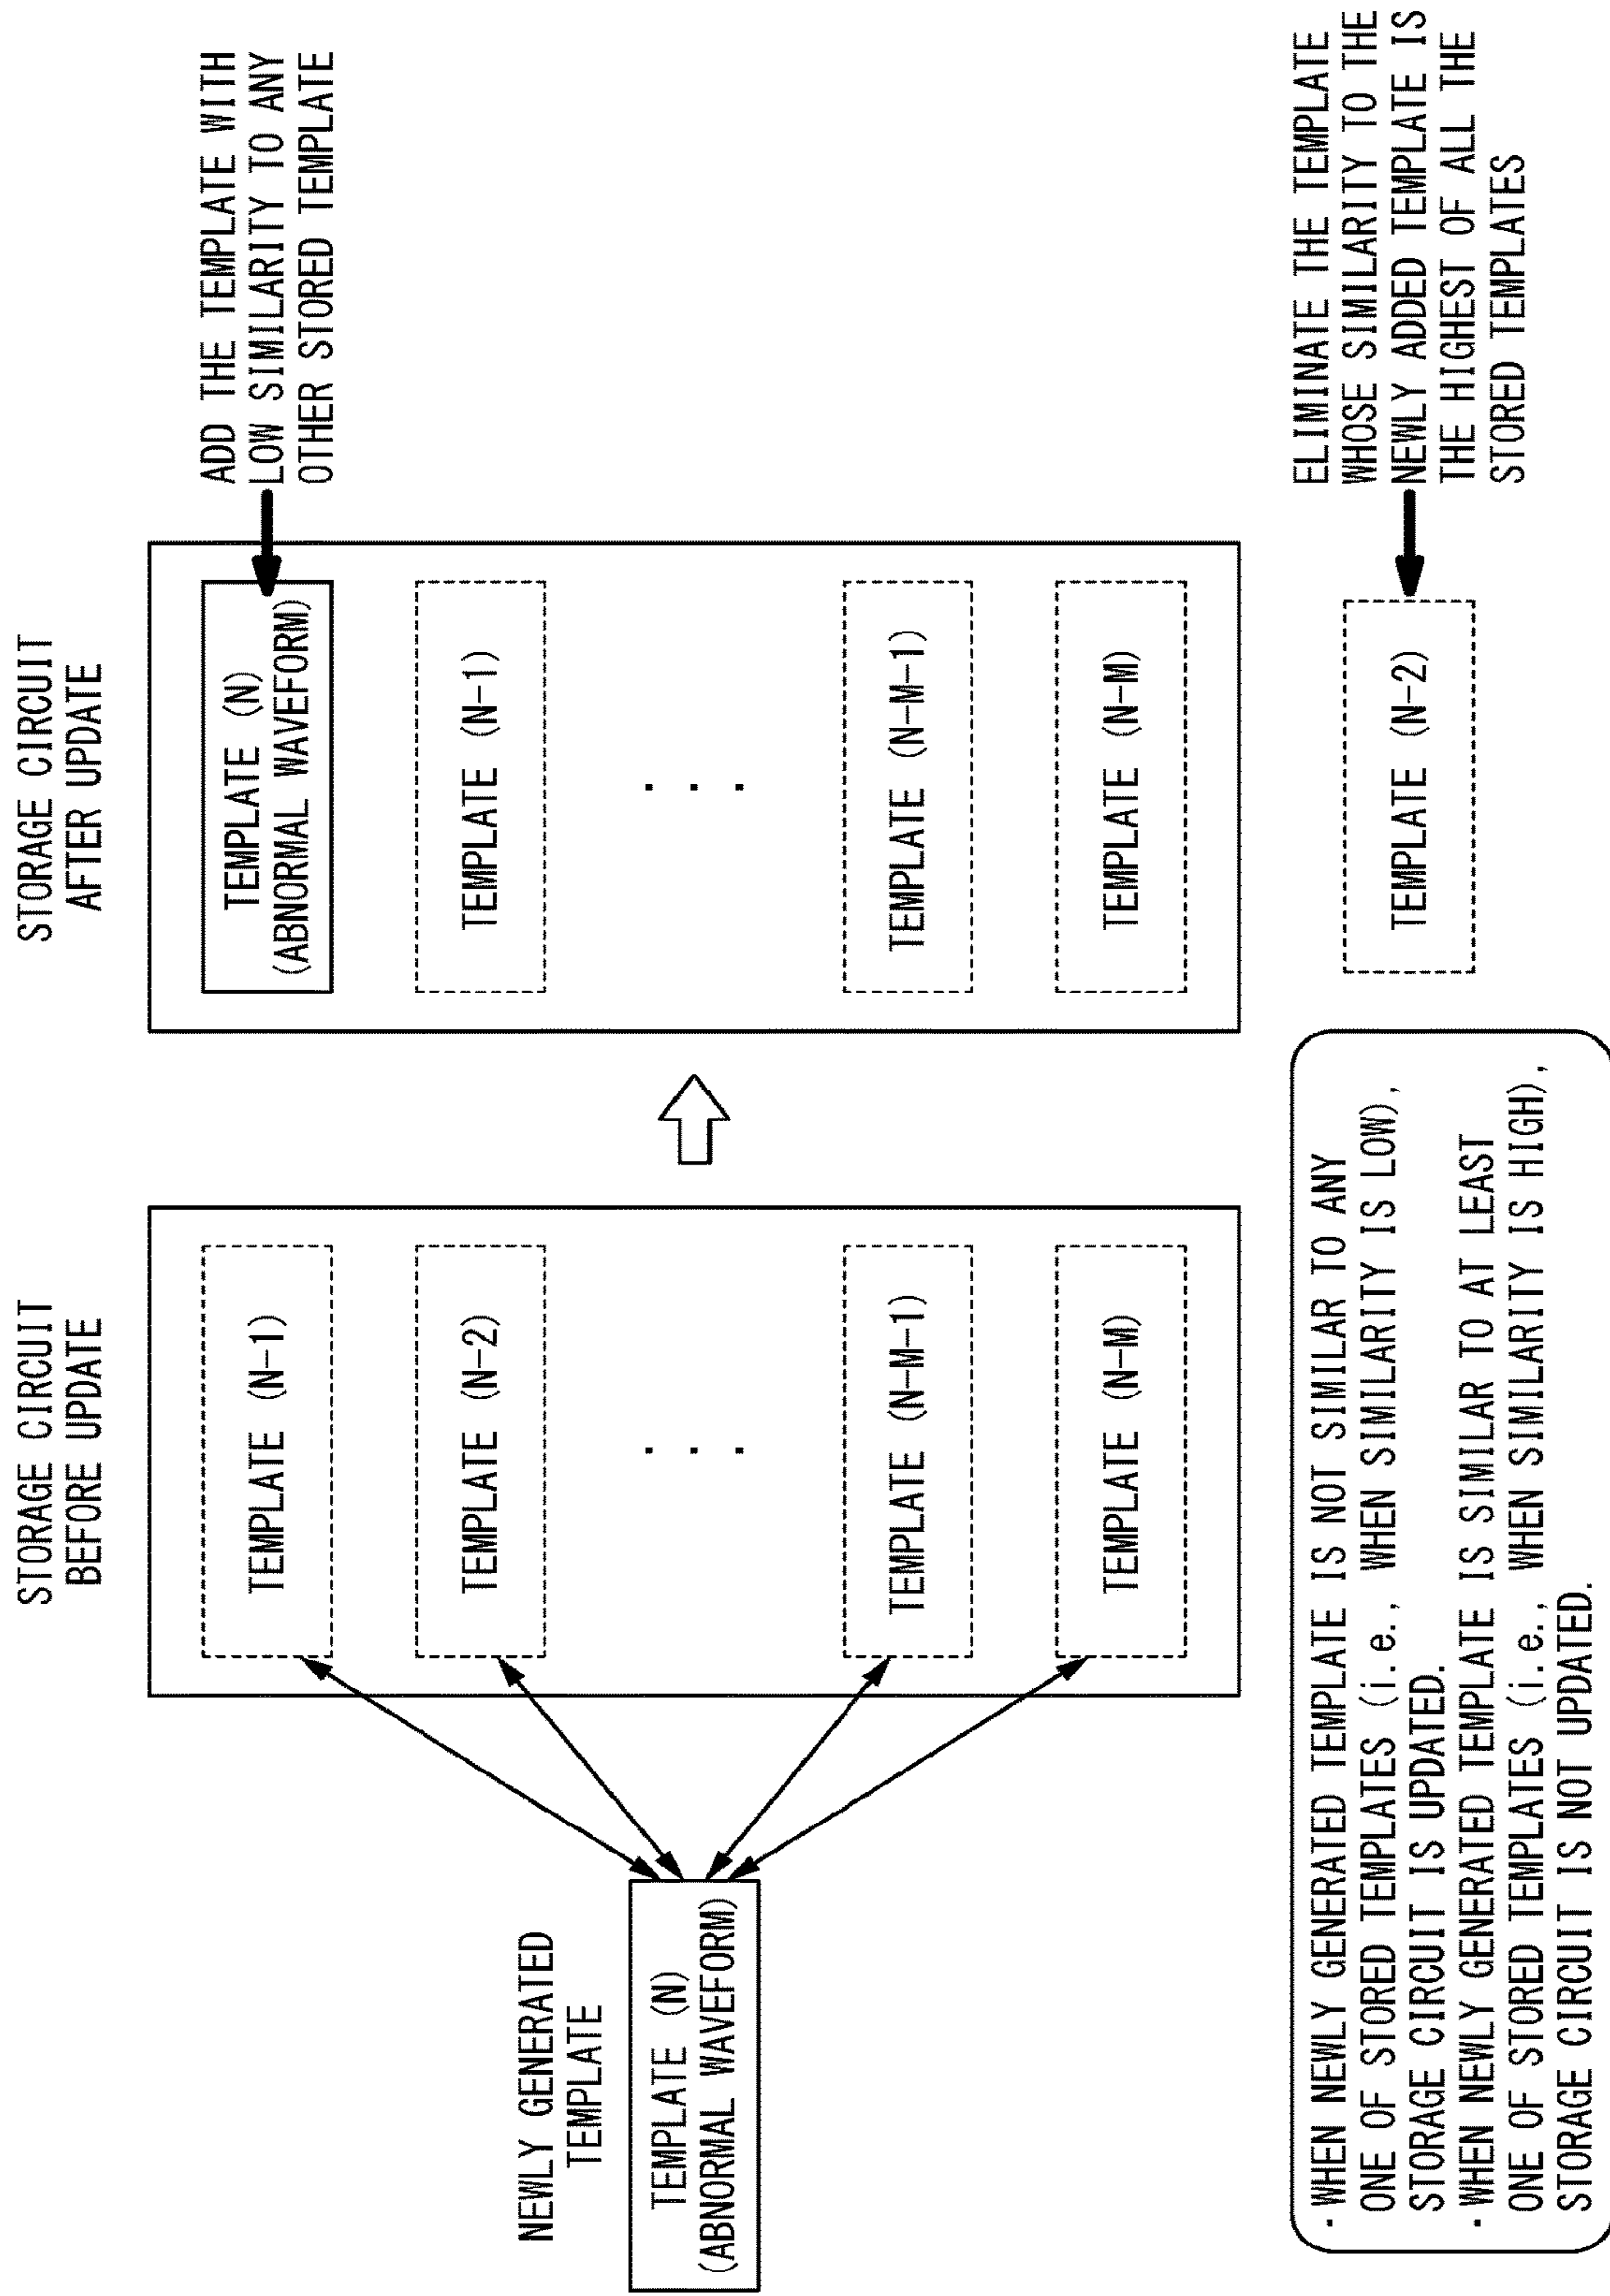 NEWLY GENERATED
TEMPLATE
TEMPLATE (N)
(ABNORMAL WAVEFORM)
STORAGE CIRCUIT
BEFORE UPDATE
TEMPLATE (N-1)
TEMPLATE (N-2)
. . .
TEMPLATE (N-M-1)
TEMPLATE (N-M)
STORAGE CIRCUIT
AFTER UPDATE
TEMPLATE (N)
(ABNORMAL WAVEFORM)
TEMPLATE (N-1)
. . .
TEMPLATE (N-M-1)
TEMPLATE (N-M)
TEMPLATE (N-2)
ADD THE TEMPLATE WITH
LOW SIMILARITY TO ANY
OTHER STORED TEMPLATE
ELIMINATE THE TEMPLATE
WHOSE SIMILARITY TO THE
NEWLY ADDED TEMPLATE IS
THE HIGHEST OF ALL THE
STORED TEMPLATES
· WHEN NEWLY GENERATED TEMPLATE IS NOT SIMILAR TO ANY
ONE OF STORED TEMPLATES (i.e., WHEN SIMILARITY IS LOW),
STORAGE CIRCUIT IS UPDATED.
· WHEN NEWLY GENERATED TEMPLATE IS SIMILAR TO AT LEAST
ONE OF STORED TEMPLATES (i.e., WHEN SIMILARITY IS HIGH),
STORAGE CIRCUIT IS NOT UPDATED.